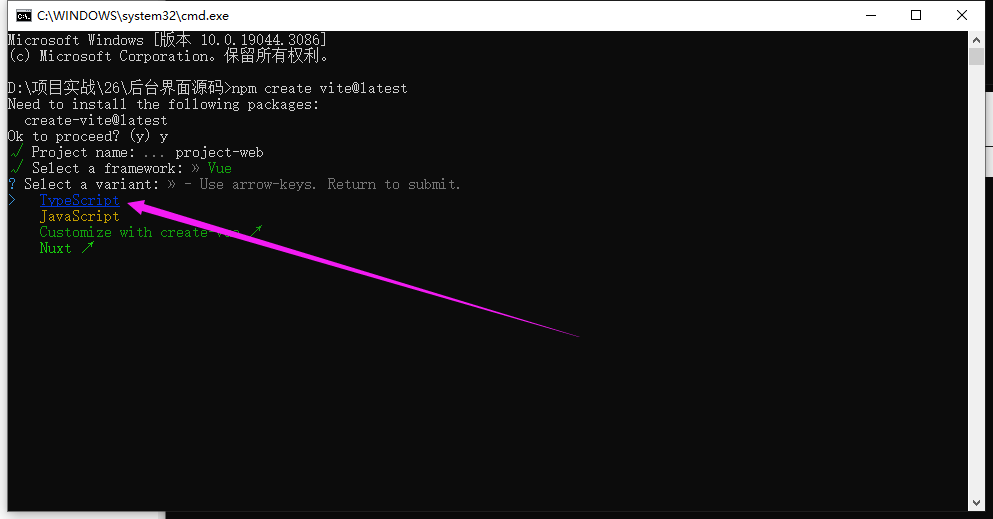 C:\WINDOWS\system32\cmd.exe
Microsoft Windows [版本 10.0.19044.3086]
(c) Microsoft Corporation。保留所有权利。
D:\项目实战\26\后台界面源码>npm create vite@latest
Need to install the following packages:
create-vite@latest
Ok to proceed? (y) y
√ Project name: ... project-web
√ Select a framework: » Vue
? Select a variant: » - Use arrow-keys. Return to submit.
> TypeScript
JavaScript
Customize with create-vue ↗
Nuxt ↗